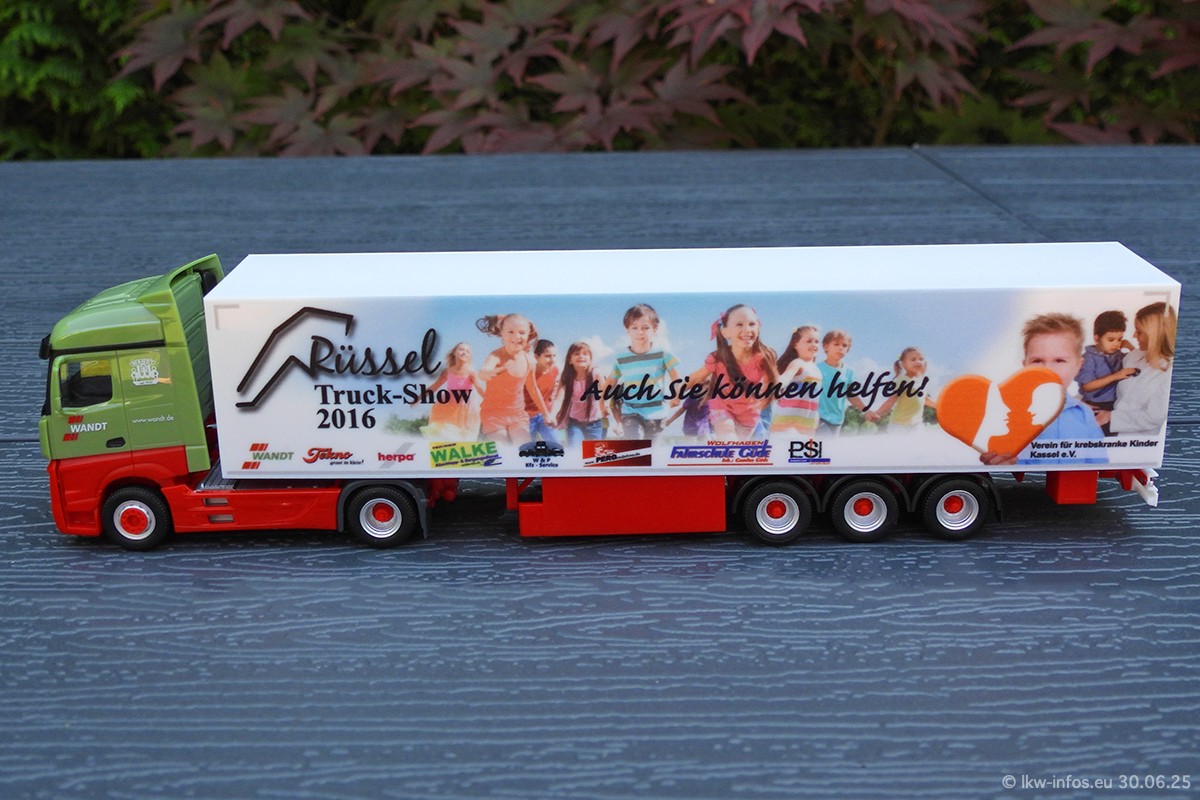 WANDT
www.wandt.de
Rüssel
Truck-Show
2016
Auch Sie können helfen!
WANDT
Tekno
herpa
WALKE
W & P
Kfz - Service
PERO
WOLFHAGEN
Fahrschule Güde
PSI
Verein für krebskranke Kinder
Kassel e.V.
© lkw-infos.eu 30.06.25